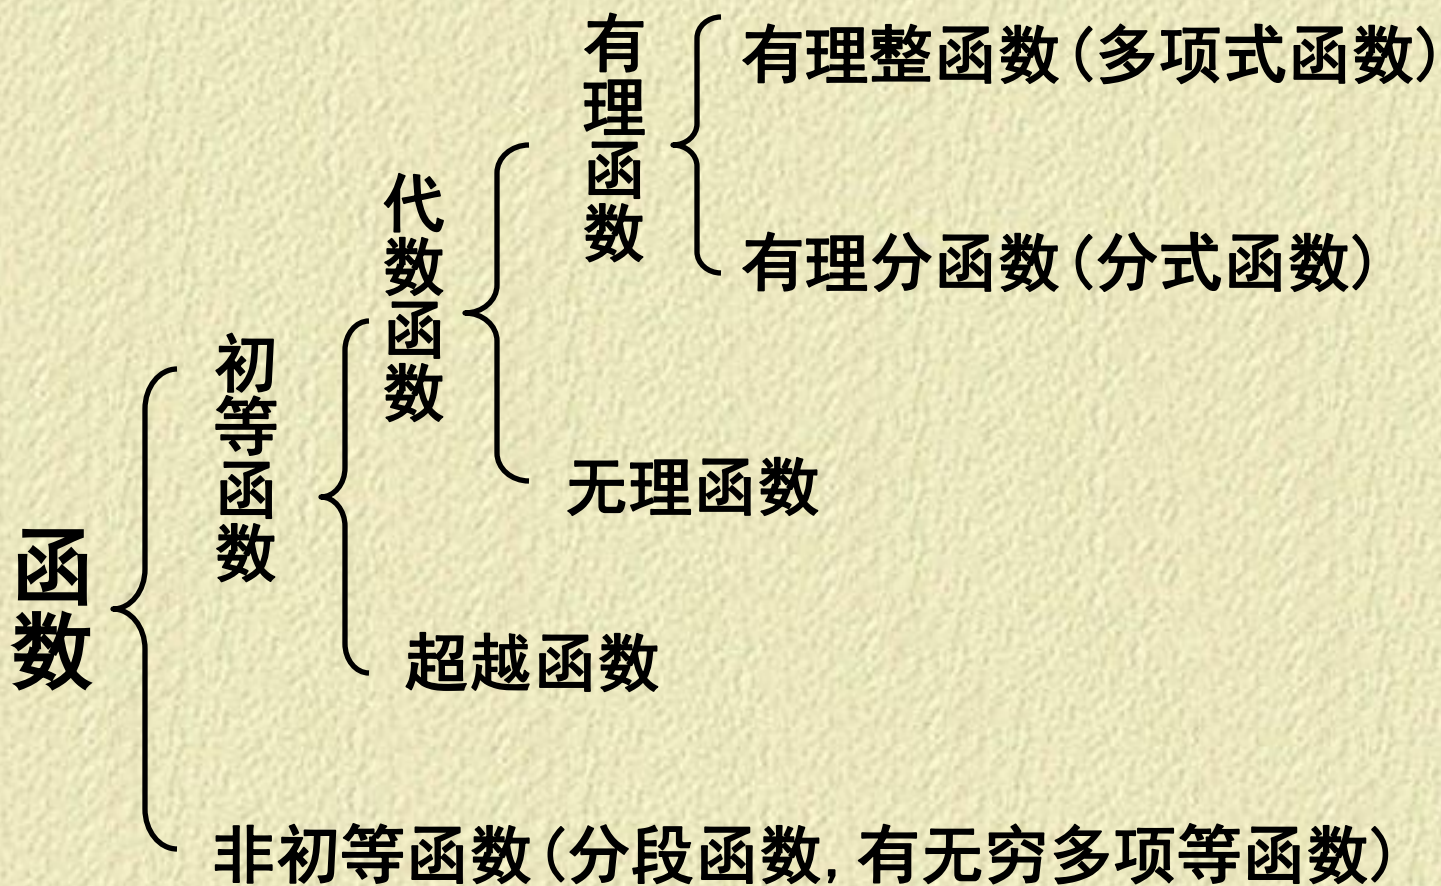 函数
初等函数
代数函数
有理函数
有理整函数(多项式函数)
有理分函数(分式函数)
无理函数
超越函数
非初等函数(分段函数,有无穷多项等函数)